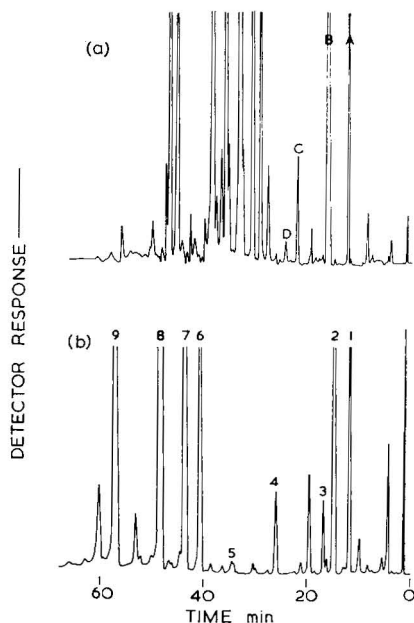 (a)
B A
C
D
DETECTOR RESPONSE
(b)
9 8 7 6 2 1
4 3
5
60 40 20 0
TIME min